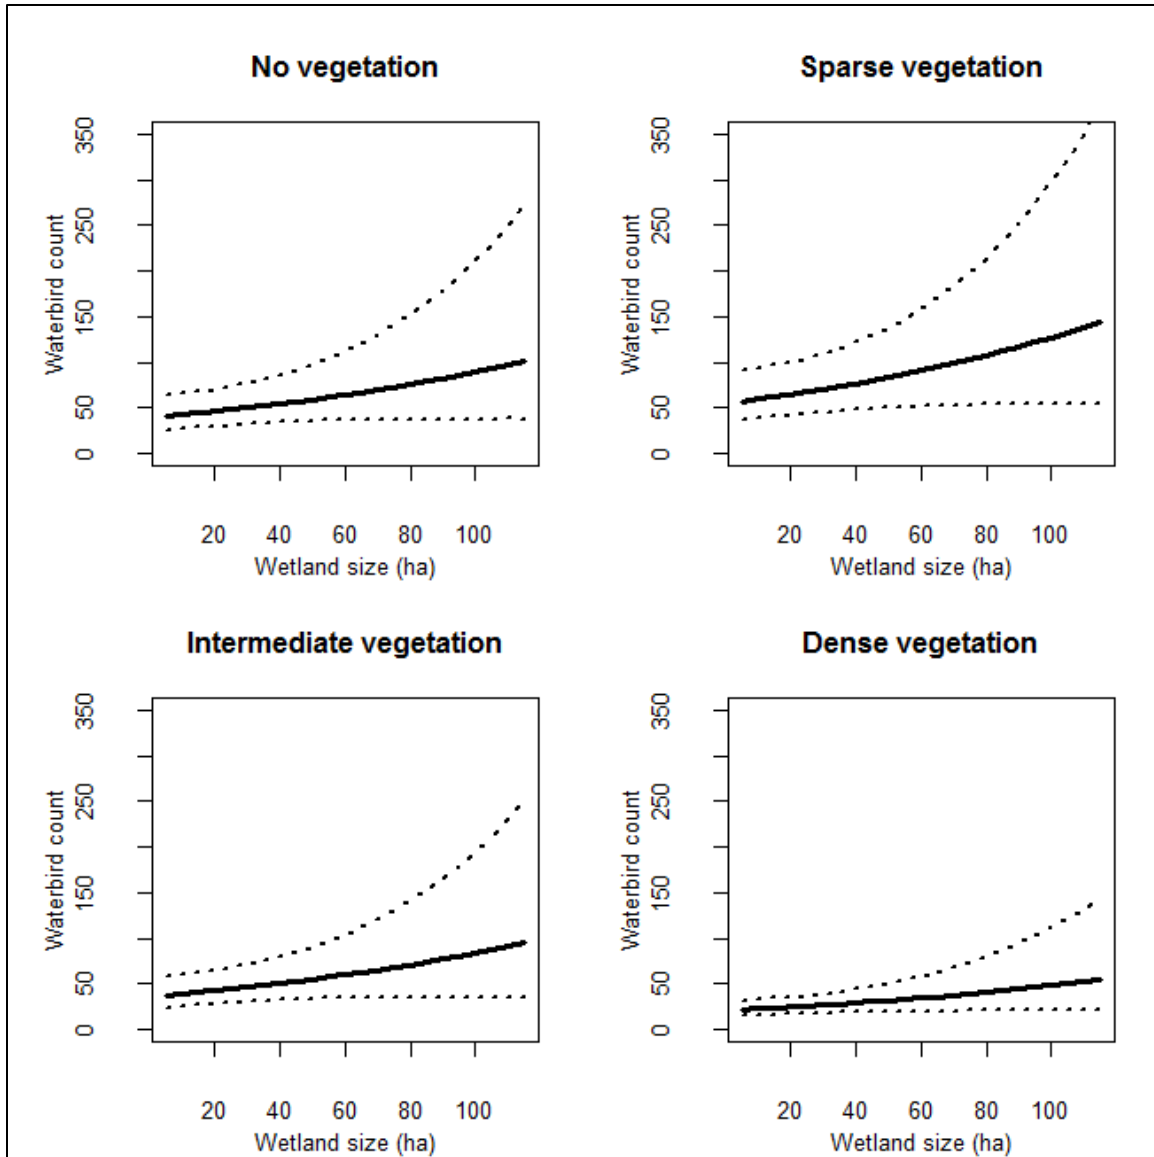 No vegetation
Sparse vegetation
Waterbird count
350
250
150
50
0
20 40 60 80 100
Wetland size (ha)
Waterbird count
350
250
150
50
0
20 40 60 80 100
Wetland size (ha)
Intermediate vegetation
Dense vegetation
Waterbird count
350
250
150
50
0
20 40 60 80 100
Wetland size (ha)
Waterbird count
350
250
150
50
0
20 40 60 80 100
Wetland size (ha)